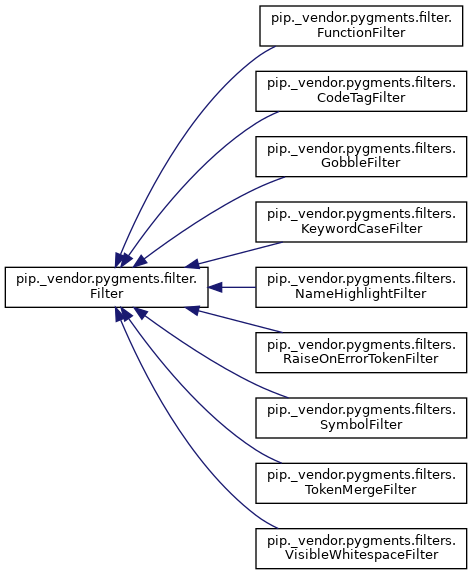 pip._vendor.pygments.filter.
FunctionFilter
pip._vendor.pygments.filters.
CodeTagFilter
pip._vendor.pygments.filters.
GobbleFilter
pip._vendor.pygments.filters.
KeywordCaseFilter
pip._vendor.pygments.filter.
Filter
pip._vendor.pygments.filters.
NameHighlightFilter
pip._vendor.pygments.filters.
RaiseOnErrorTokenFilter
pip._vendor.pygments.filters.
SymbolFilter
pip._vendor.pygments.filters.
TokenMergeFilter
pip._vendor.pygments.filters.
VisibleWhitespaceFilter